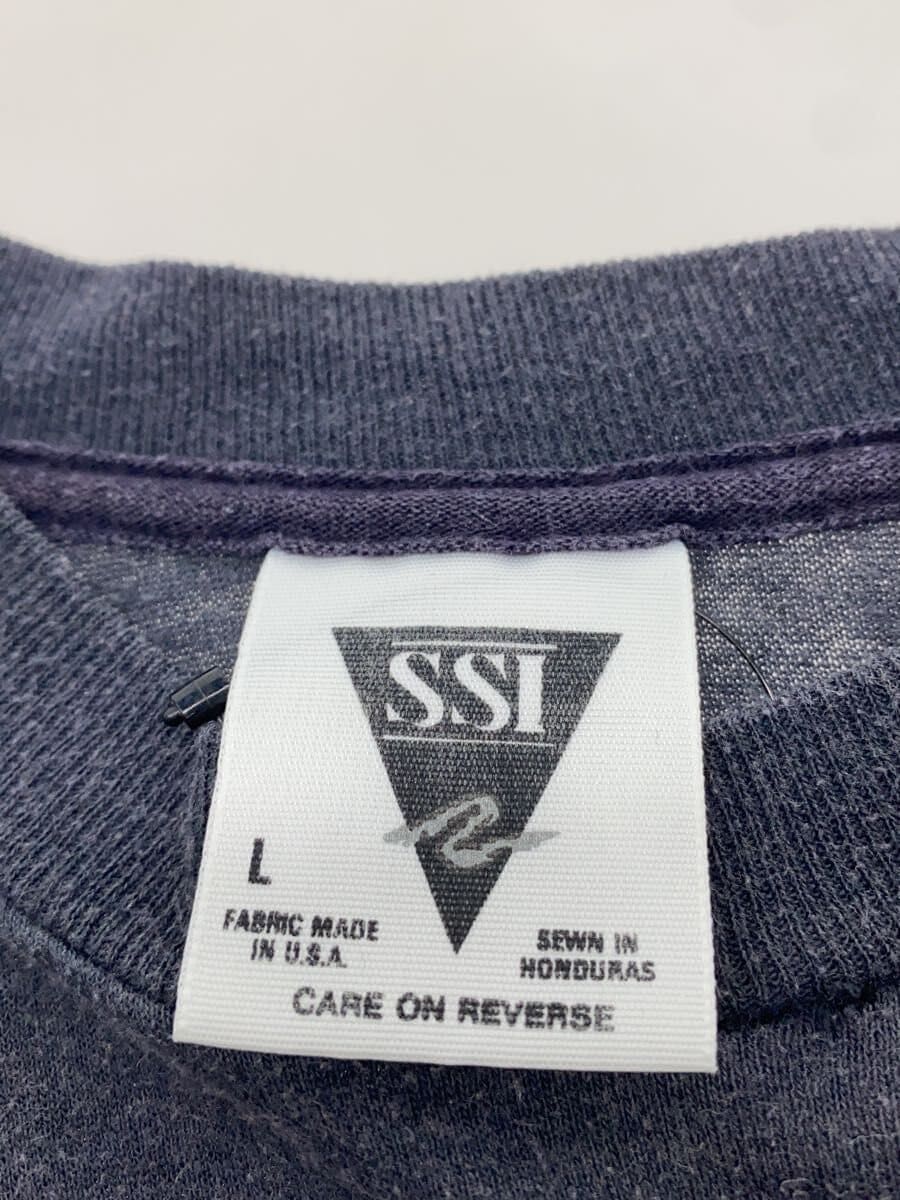 SSI
L
FABRIC MADE
IN U.S.A.
SEWN IN
HONDURAS
CARE ON REVERSE